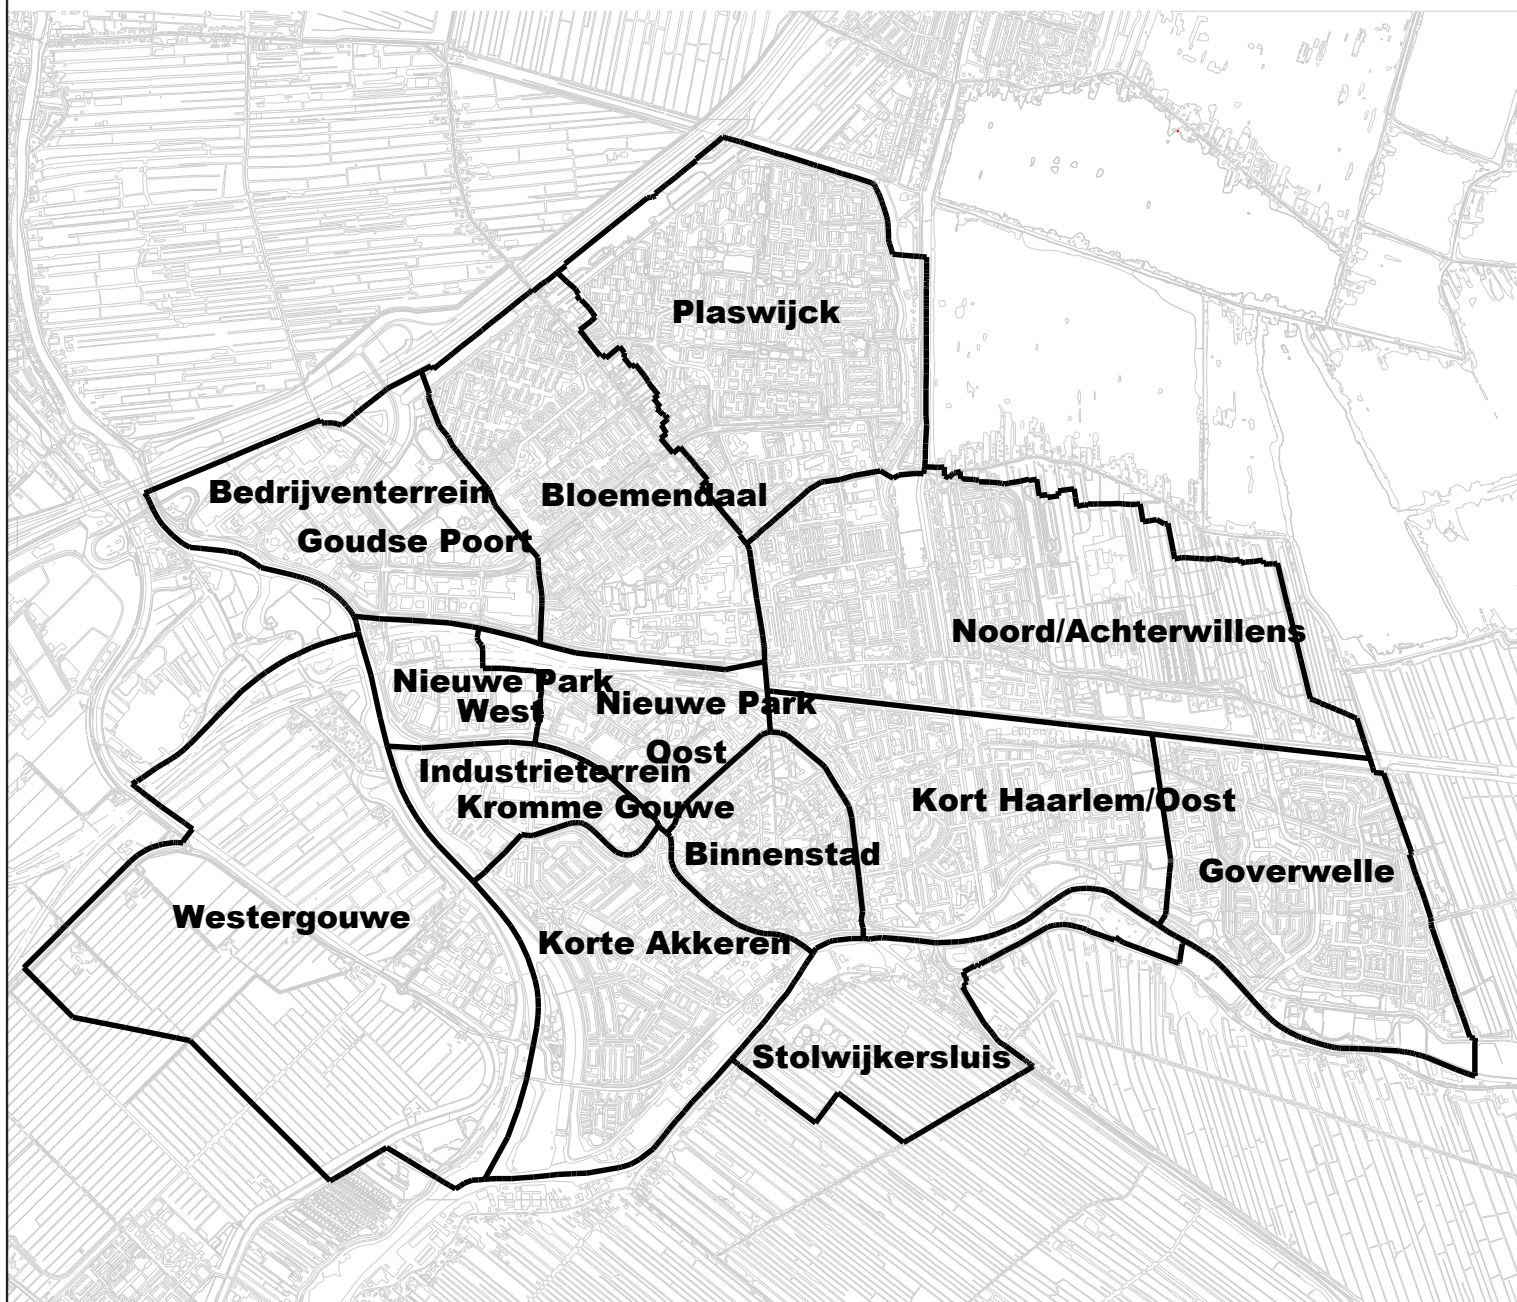 Plaswijck
Bedrijventerrein
Goudse Poort
Bloemendaal
Noord/Achterwillens
Nieuwe Park
West
Nieuwe Park
Oost
Industrieterrein
Kromme Gouwe
Kort Haarlem/Oost
Binnenstad
Goverwelle
Westergouwe
Korte Akkeren
Stolwijkersluis